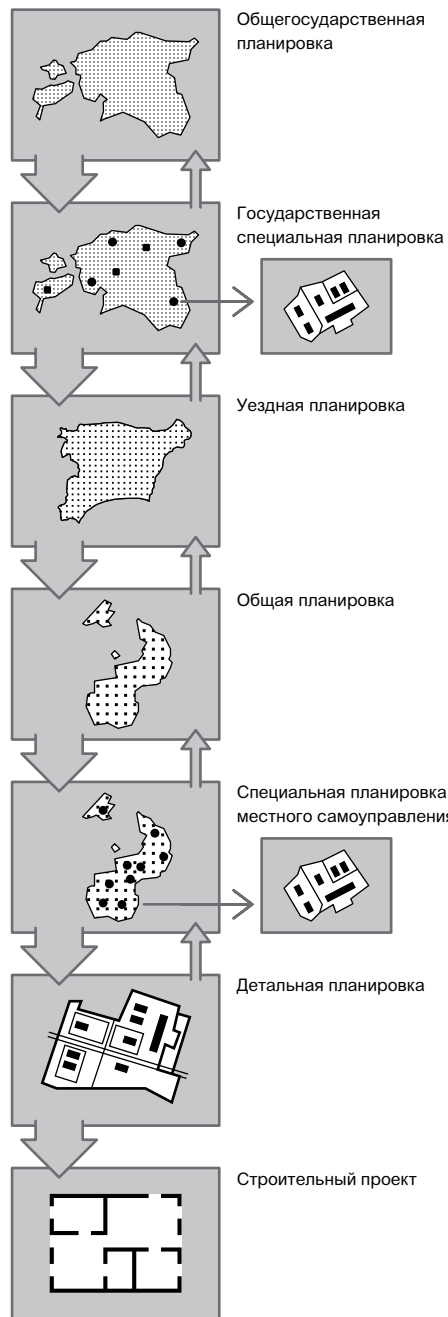 Общегосударственная
планировка
Государственная
специальная планировка
Уездная планировка
Общая планировка
Специальная планировка
местного самоуправления
Детальная планировка
Строительный проект